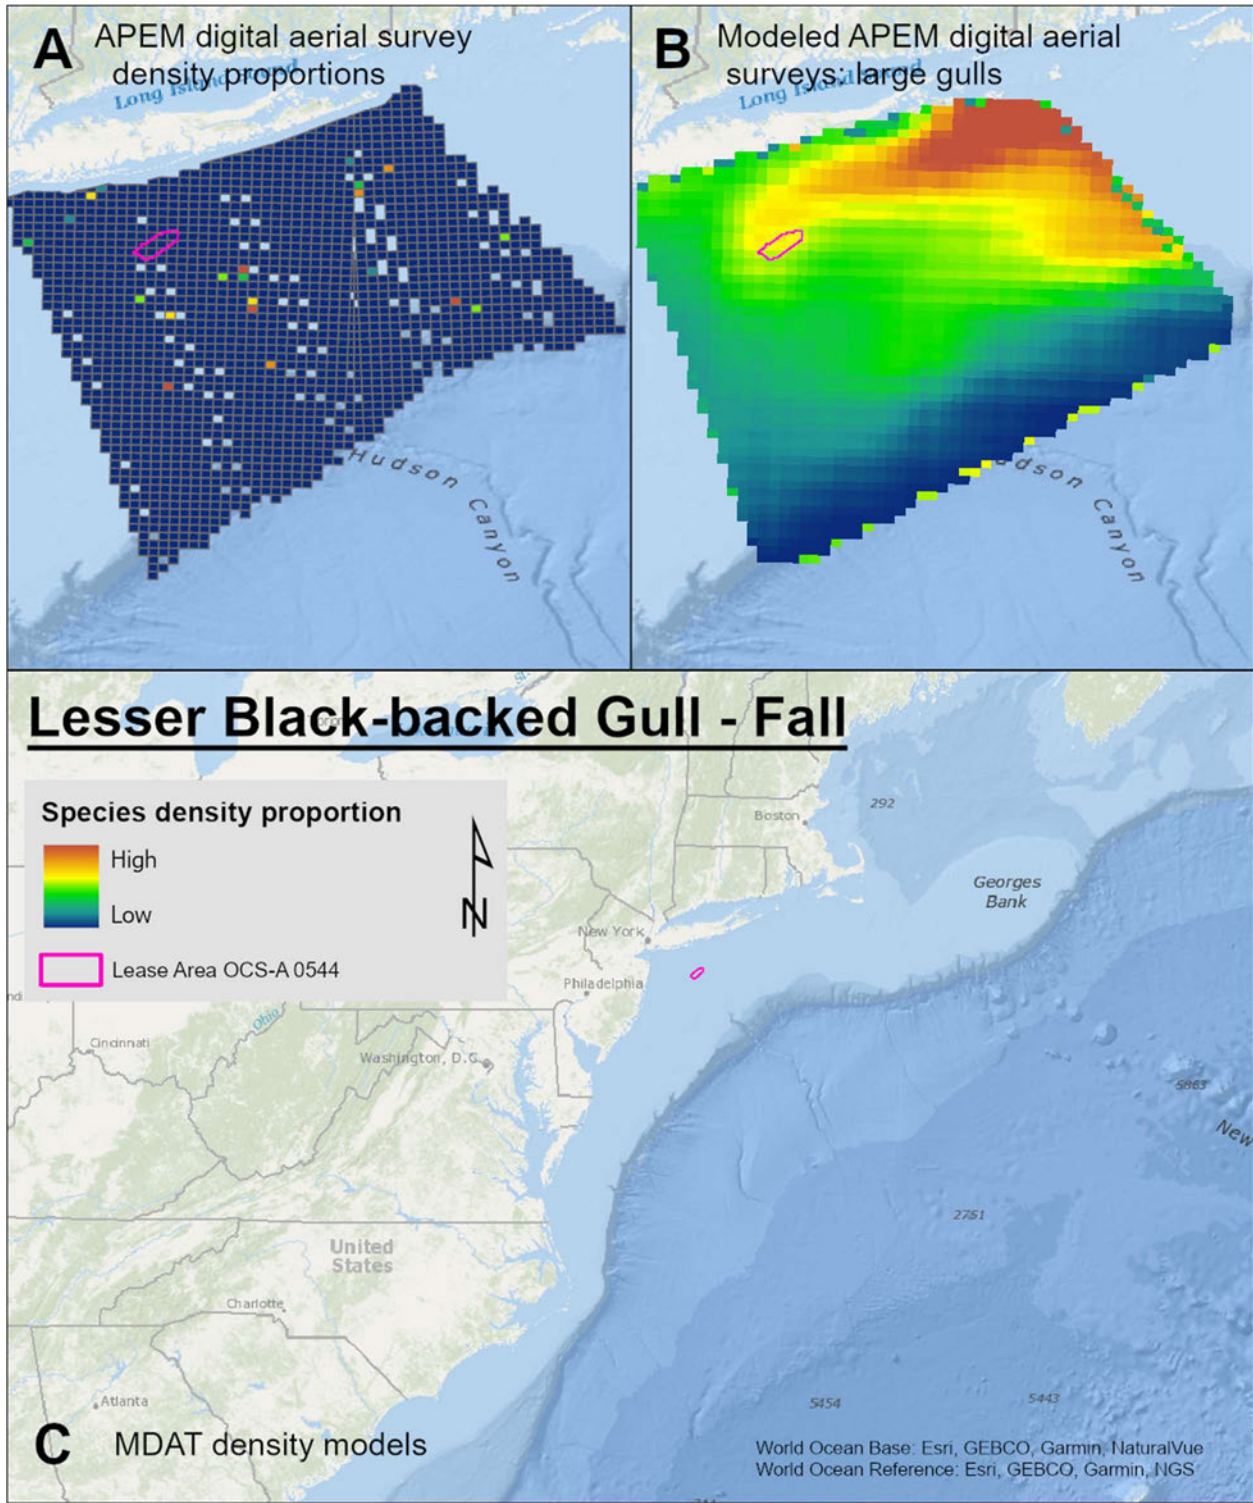 A APEM digital aerial survey
density proportions
Long Island Sound
Hudson
Canyon
B Modeled APEM digital aerial
surveys: large gulls
Long Island Sound
Canyon
Lesser Black-backed Gull - Fall
Species density proportion
High
Low
Lease Area OCS-A 0544
N
Boston
292
Georges
Bank
New York
Philadelphia
Ohio
Cincinnati
Washington, D.C.
5863
New
2751
United
States
Charlotte
Atlanta
5454
5443
C MDAT density models
World Ocean Base: Esri, GEBCO, Garmin, NaturalVue
World Ocean Reference: Esri, GEBCO, Garmin, NGS